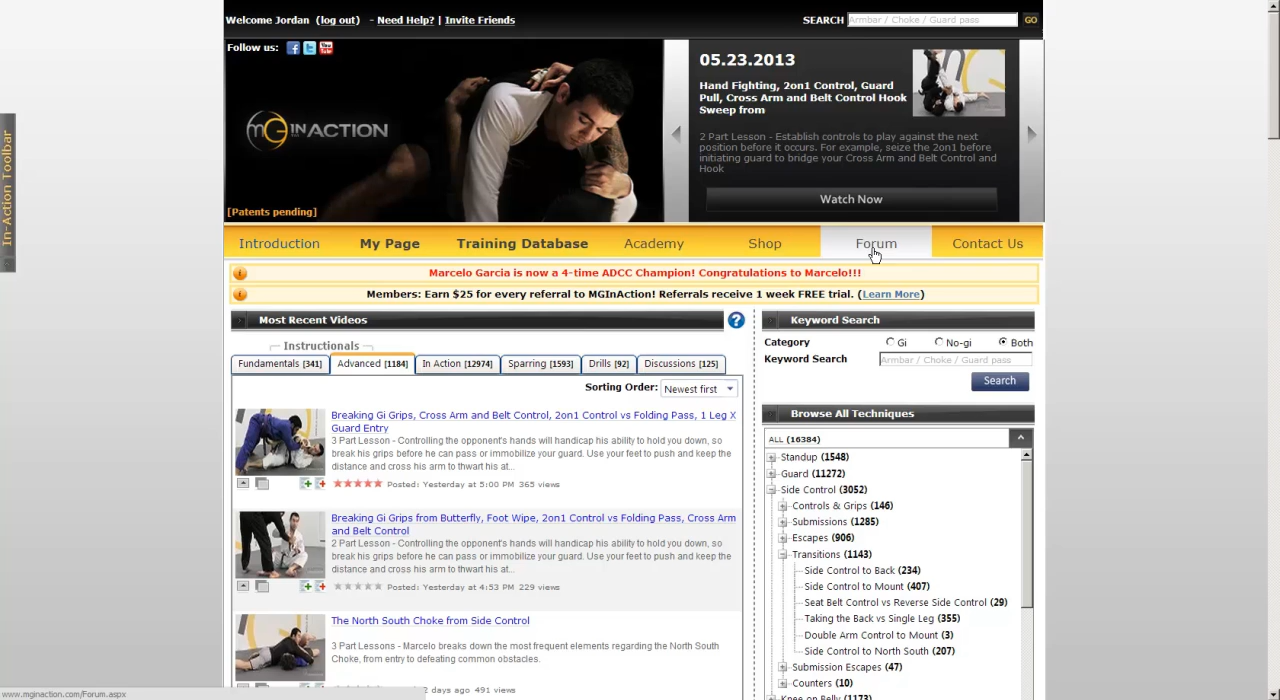 Welcome Jordan (log out) - Need Help? | Invite Friends
SEARCH Armbar / Choke / Guard pass GO
Follow us:
MG IN ACTION
[Patents pending]
05.23.2013
Hand Fighting, 2on1 Control, Guard
Pull, Cross Arm and Belt Control Hook
Sweep from
2 Part Lesson - Establish controls to play against the next
position before it occurs. For example, seize the 2on1 before
initiating guard to bridge your Cross Arm and Belt Control and
Hook
Watch Now
In-Action Toolbar
Introduction My Page Training Database Academy Shop Forum Contact Us
Marcelo Garcia is now a 4-time ADCC Champion! Congratulations to Marcelo!!!
Members: Earn $25 for every referral to MGInAction! Referrals receive 1 week FREE trial. (Learn More)
Most Recent Videos
Instructionals
Fundamentals [341] Advanced [1184] In Action [12974] Sparring [1593] Drills [92] Discussions [125]
Sorting Order: Newest first
Breaking Gi Grips, Cross Arm and Belt Control, 2on1 Control vs Folding Pass, 1 Leg X
Guard Entry
3 Part Lesson - Controlling the opponent's hands will handicap his ability to hold you down, so
break his grips before he can pass or immobilize your guard. Use your feet to push and keep the
distance and cross his arm to thwart his at...
Posted: Yesterday at 5:00 PM 365 views
Breaking Gi Grips from Butterfly, Foot Wipe, 2on1 Control vs Folding Pass, Cross Arm
and Belt Control
2 Part Lesson - Controlling the opponent's hands will handicap his ability to hold you down, so
break his grips before he can pass or immobilize your guard. Use your feet to push and keep the
distance and cross his arm to thwart his at...
Posted: Yesterday at 4:53 PM 229 views
The North South Choke from Side Control
3 Part Lessons - Marcelo breaks down the most frequent elements regarding the North South
Choke, from entry to defeating common obstacles.
2 days ago 491 views
Keyword Search
Category Gi No-gi Both
Keyword Search Armbar / Choke / Guard pass
Search
Browse All Techniques
ALL (16384)
Standup (1548)
Guard (11272)
Side Control (3052)
Controls & Grips (146)
Submissions (1285)
Escapes (906)
Transitions (1143)
Side Control to Back (234)
Side Control to Mount (407)
Seat Belt Control vs Reverse Side Control (29)
Taking the Back vs Single Leg (355)
Double Arm Control to Mount (3)
Side Control to North South (207)
Submission Escapes (47)
Counters (10)
Knee on Belly (1173)
www.mginaction.com/Forum.aspx